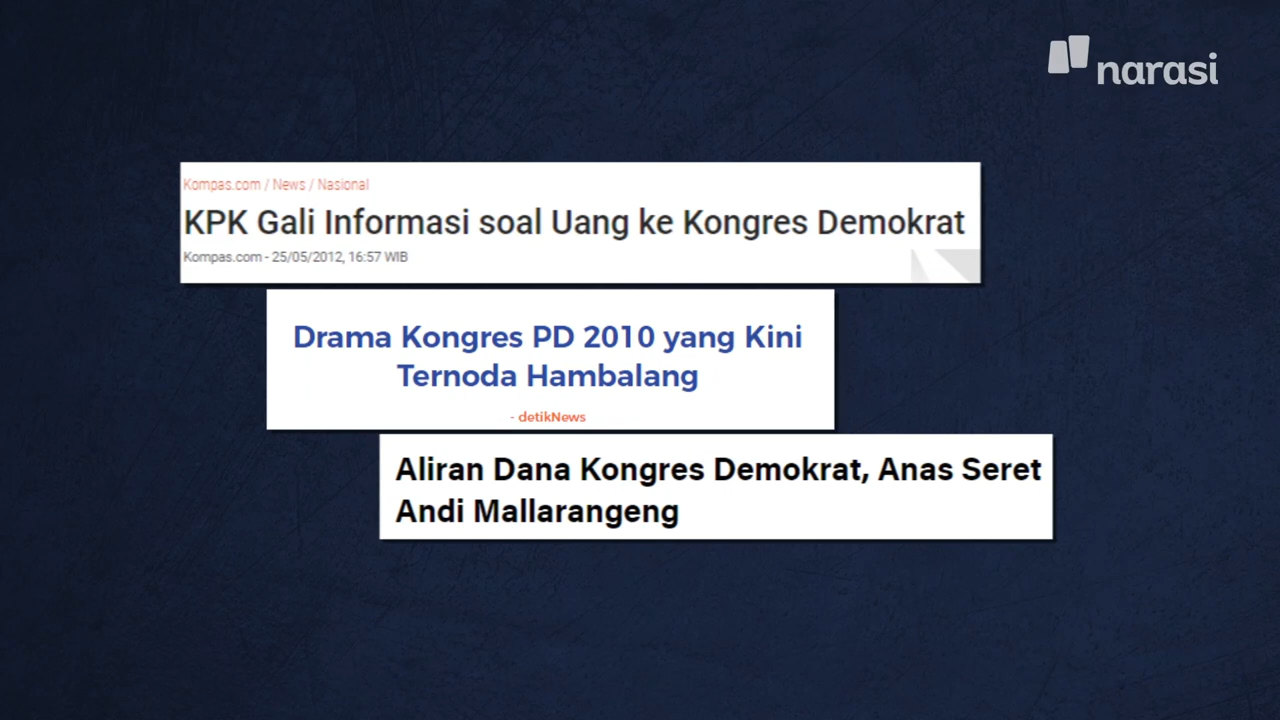 narasi
Kompas.com / News / Nasional
KPK Gali Informasi soal Uang ke Kongres Demokrat
Kompas.com - 25/05/2012, 16:57 WIB
Drama Kongres PD 2010 yang Kini
Ternoda Hambalang
- detikNews
Aliran Dana Kongres Demokrat, Anas Seret
Andi Mallarangeng